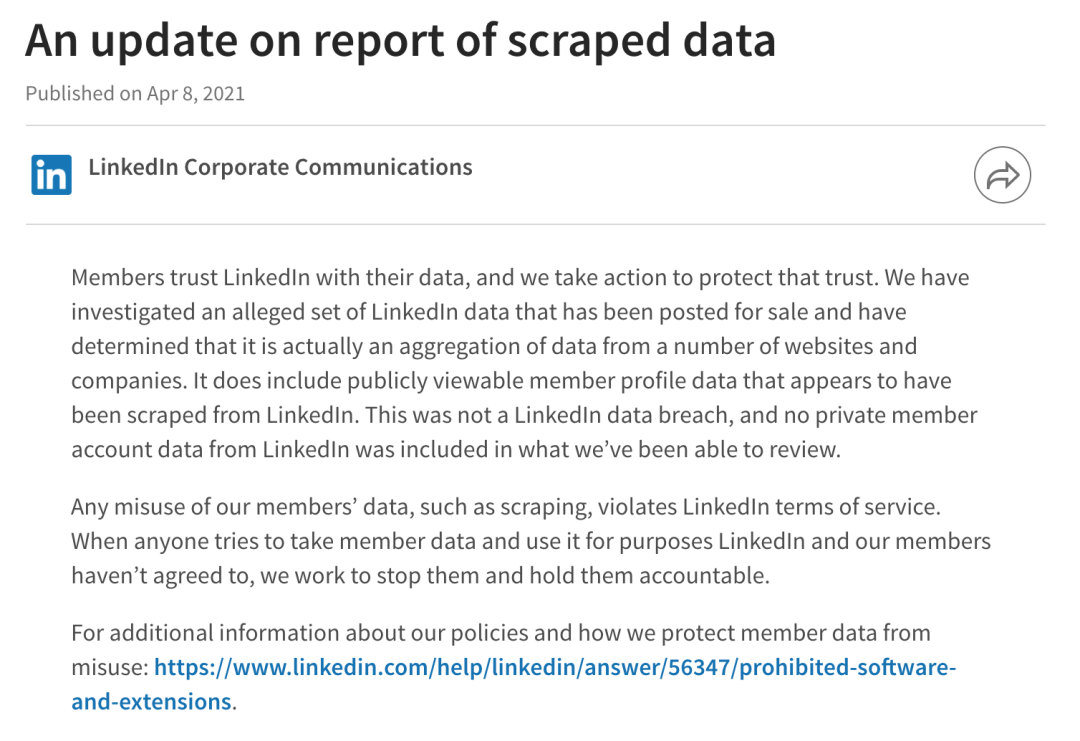 An update on report of scraped data
Published on Apr 8, 2021
in
LinkedIn Corporate Communications
Members trust LinkedIn with their data, and we take action to protect that trust. We have
investigated an alleged set of LinkedIn data that has been posted for sale and have
determined that it is actually an aggregation of data from a number of websites and
companies. It does include publicly viewable member profile data that appears to have
been scraped from LinkedIn. This was not a LinkedIn data breach, and no private member
account data from LinkedIn was included in what we’ve been able to review.
Any misuse of our members’ data, such as scraping, violates LinkedIn terms of service.
When anyone tries to take member data and use it for purposes LinkedIn and our members
haven’t agreed to, we work to stop them and hold them accountable.
For additional information about our policies and how we protect member data from
misuse: https://www.linkedin.com/help/linkedin/answer/56347/prohibited-software-
and-extensions.